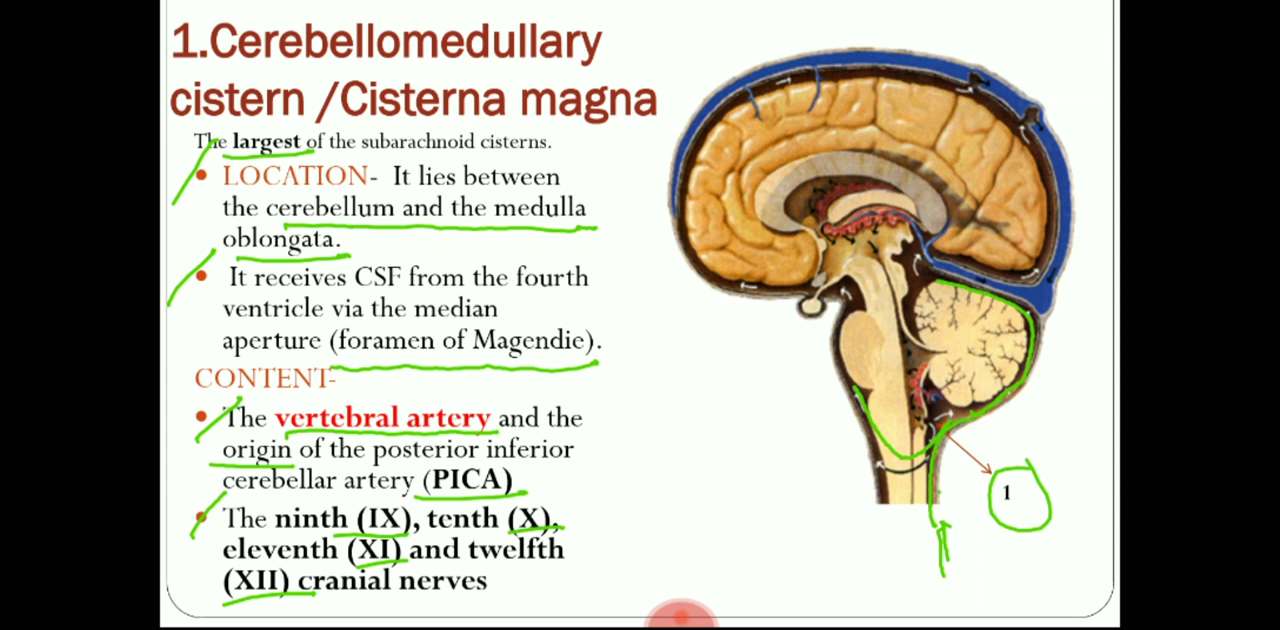 1.Cerebellomedullary
cistern /Cisterna magna
The largest of the subarachnoid cisterns.
• LOCATION- It lies between
the cerebellum and the medulla
oblongata.
• It receives CSF from the fourth
ventricle via the median
aperture (foramen of Magendie).
CONTENT-
• The vertebral artery and the
origin of the posterior inferior
cerebellar artery (PICA)
• The ninth (IX), tenth (X),
eleventh (XI) and twelfth
(XII) cranial nerves
1